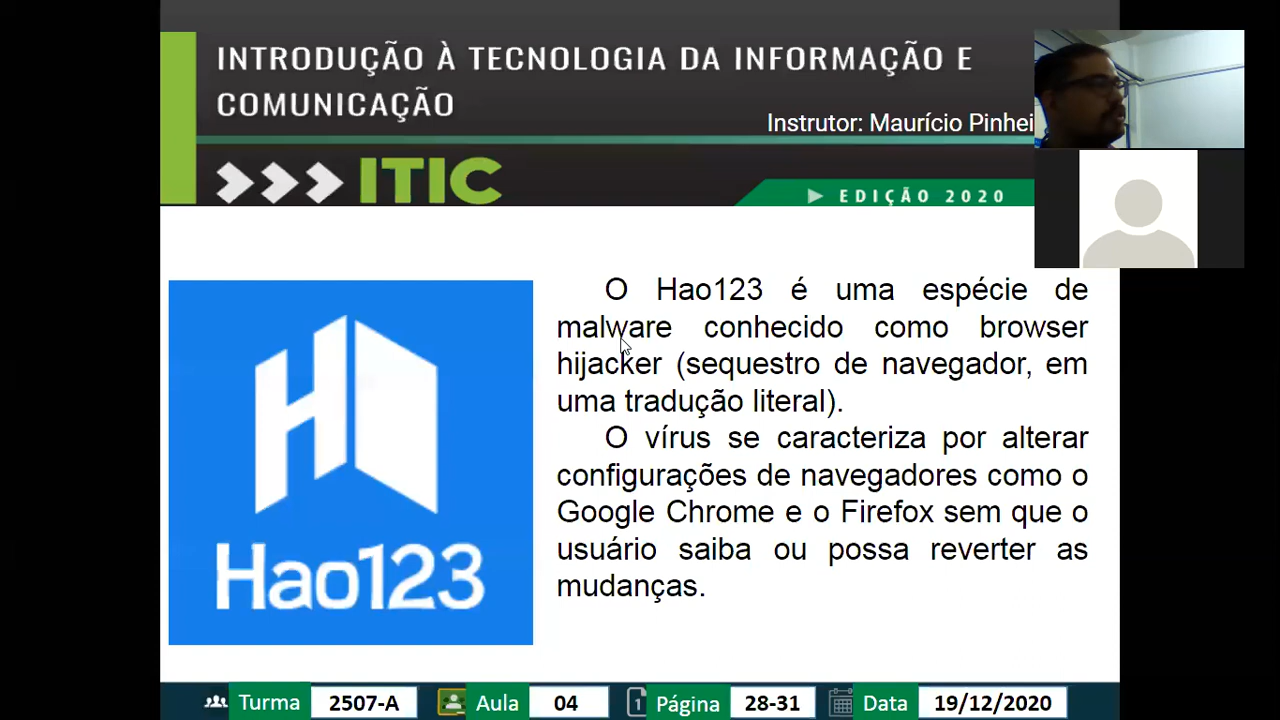 INTRODUÇÃO À TECNOLOGIA DA INFORMAÇÃO E
COMUNICAÇÃO
Instrutor: Maurício Pinhei
ITIC
EDIÇÃO 2020
O Hao123 é uma espécie de
malware conhecido como browser
hijacker (sequestro de navegador, em
uma tradução literal).
O vírus se caracteriza por alterar
configurações de navegadores como o
Google Chrome e o Firefox sem que o
usuário saiba ou possa reverter as
mudanças.
Hao123
Turma 2507-A Aula 04 1 Página 28-31 Data 19/12/2020